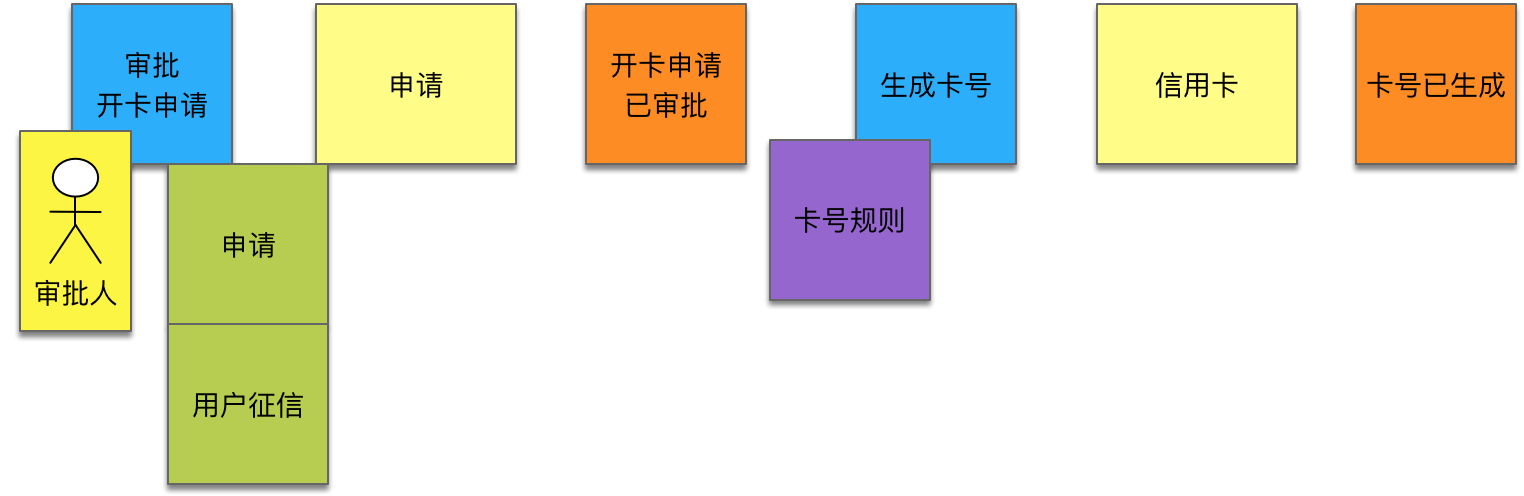 审批
开卡申请
申请
开卡申请
已审批
生成卡号
信用卡
卡号已生成
审批人
申请
卡号规则
用户征信